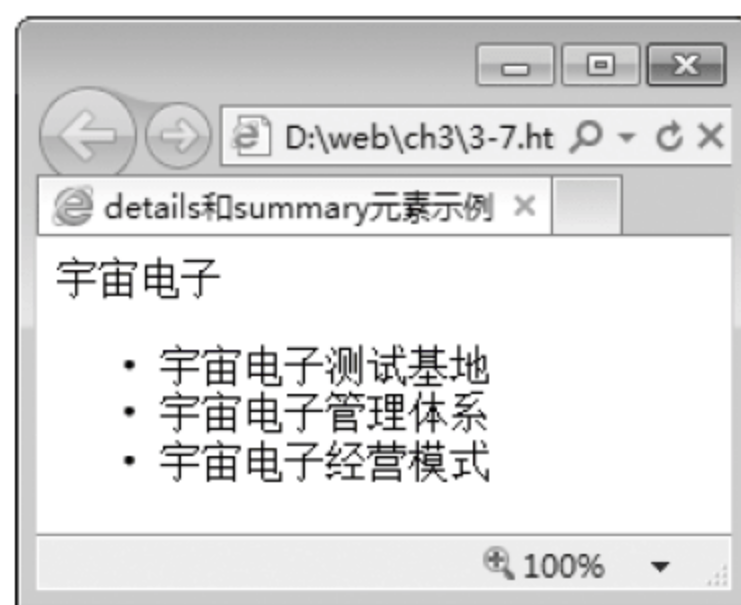 D:\web\ch3\3-7.ht
details和summary元素示例
宇宙电子
• 宇宙电子测试基地
• 宇宙电子管理体系
• 宇宙电子经营模式
100%